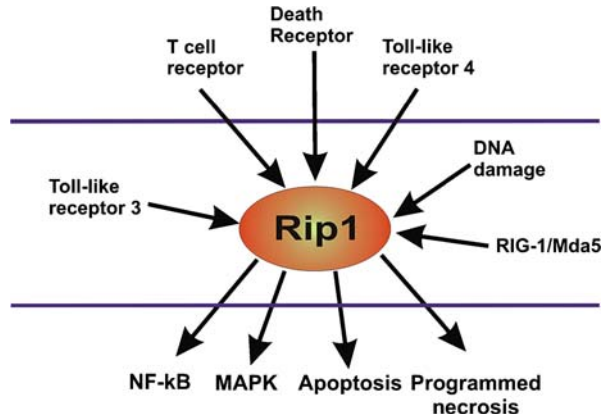 Death
Receptor
T cell
receptor
Toll-like
receptor 4
DNA
damage
Toll-like
receptor 3
Rip1
RIG-1/Mda5
NF-kB
MAPK
Apoptosis
Programmed
necrosis